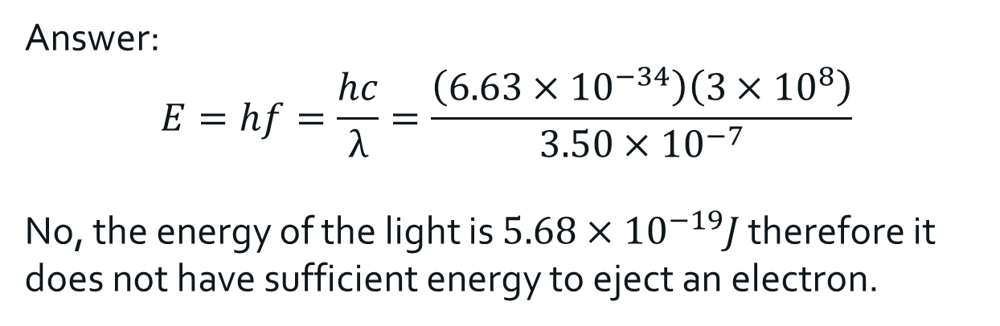 Answer:
E = hf = hc/λ = (6.63 × 10⁻³⁴)(3 × 10⁸)/3.50 × 10⁻⁷
No, the energy of the light is 5.68 × 10⁻¹⁹J therefore it
does not have sufficient energy to eject an electron.